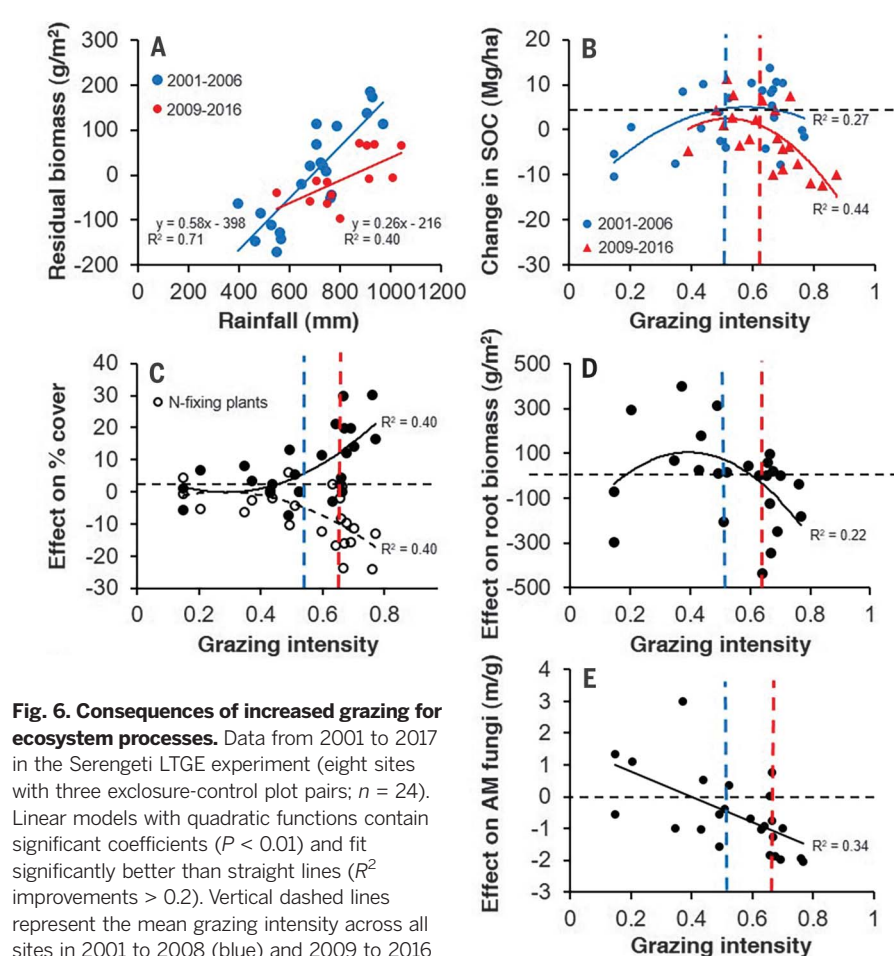 A
300
200
100
0
-100
-200
Residual biomass (g/m²)
2001-2006
2009-2016
y = 0.58x - 398
R² = 0.71
y = 0.26x - 216
R² = 0.40
0 200 400 600 800 1000 1200
Rainfall (mm)
B
20
10
0
-10
-20
-30
Change in SOC (Mg/ha)
R² = 0.27
R² = 0.44
2001-2006
2009-2016
0 0.2 0.4 0.6 0.8 1
Grazing intensity
C
40
30
20
10
0
-10
-20
-30
Effect on % cover
N-fixing plants
R² = 0.40
R² = 0.40
0 0.2 0.4 0.6 0.8
Grazing intensity
D
500
300
100
-100
-300
-500
Effect on root biomass (g/m²)
R² = 0.22
0 0.2 0.4 0.6 0.8 1
Grazing intensity
E
4
3
2
1
0
-1
-2
-3
Effect on AM fungi (m/g)
R² = 0.34
0 0.2 0.4 0.6 0.8 1
Grazing intensity
Fig. 6. Consequences of increased grazing for
ecosystem processes. Data from 2001 to 2017
in the Serengeti LTGE experiment (eight sites
with three exclosure-control plot pairs; n = 24).
Linear models with quadratic functions contain
significant coefficients (P < 0.01) and fit
significantly better than straight lines (R²
improvements > 0.2). Vertical dashed lines
represent the mean grazing intensity across all
sites in 2001 to 2008 (blue) and 2009 to 2016